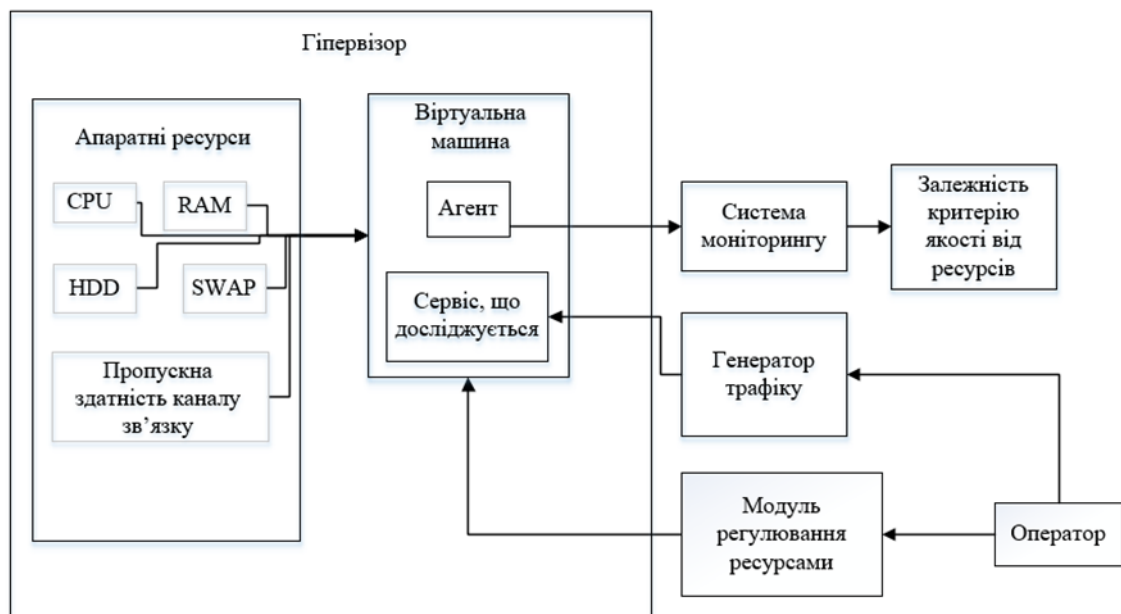 Гіпервізор
Апаратні ресурси
CPU
RAM
HDD
SWAP
Пропускна
здатність каналу
зв’язку
Віртуальна
машина
Агент
Сервіс, що
досліджується
Система
моніторингу
Залежність
критерію
якості від
ресурсів
Генератор
трафіку
Модуль
регулювання
ресурсами
Оператор